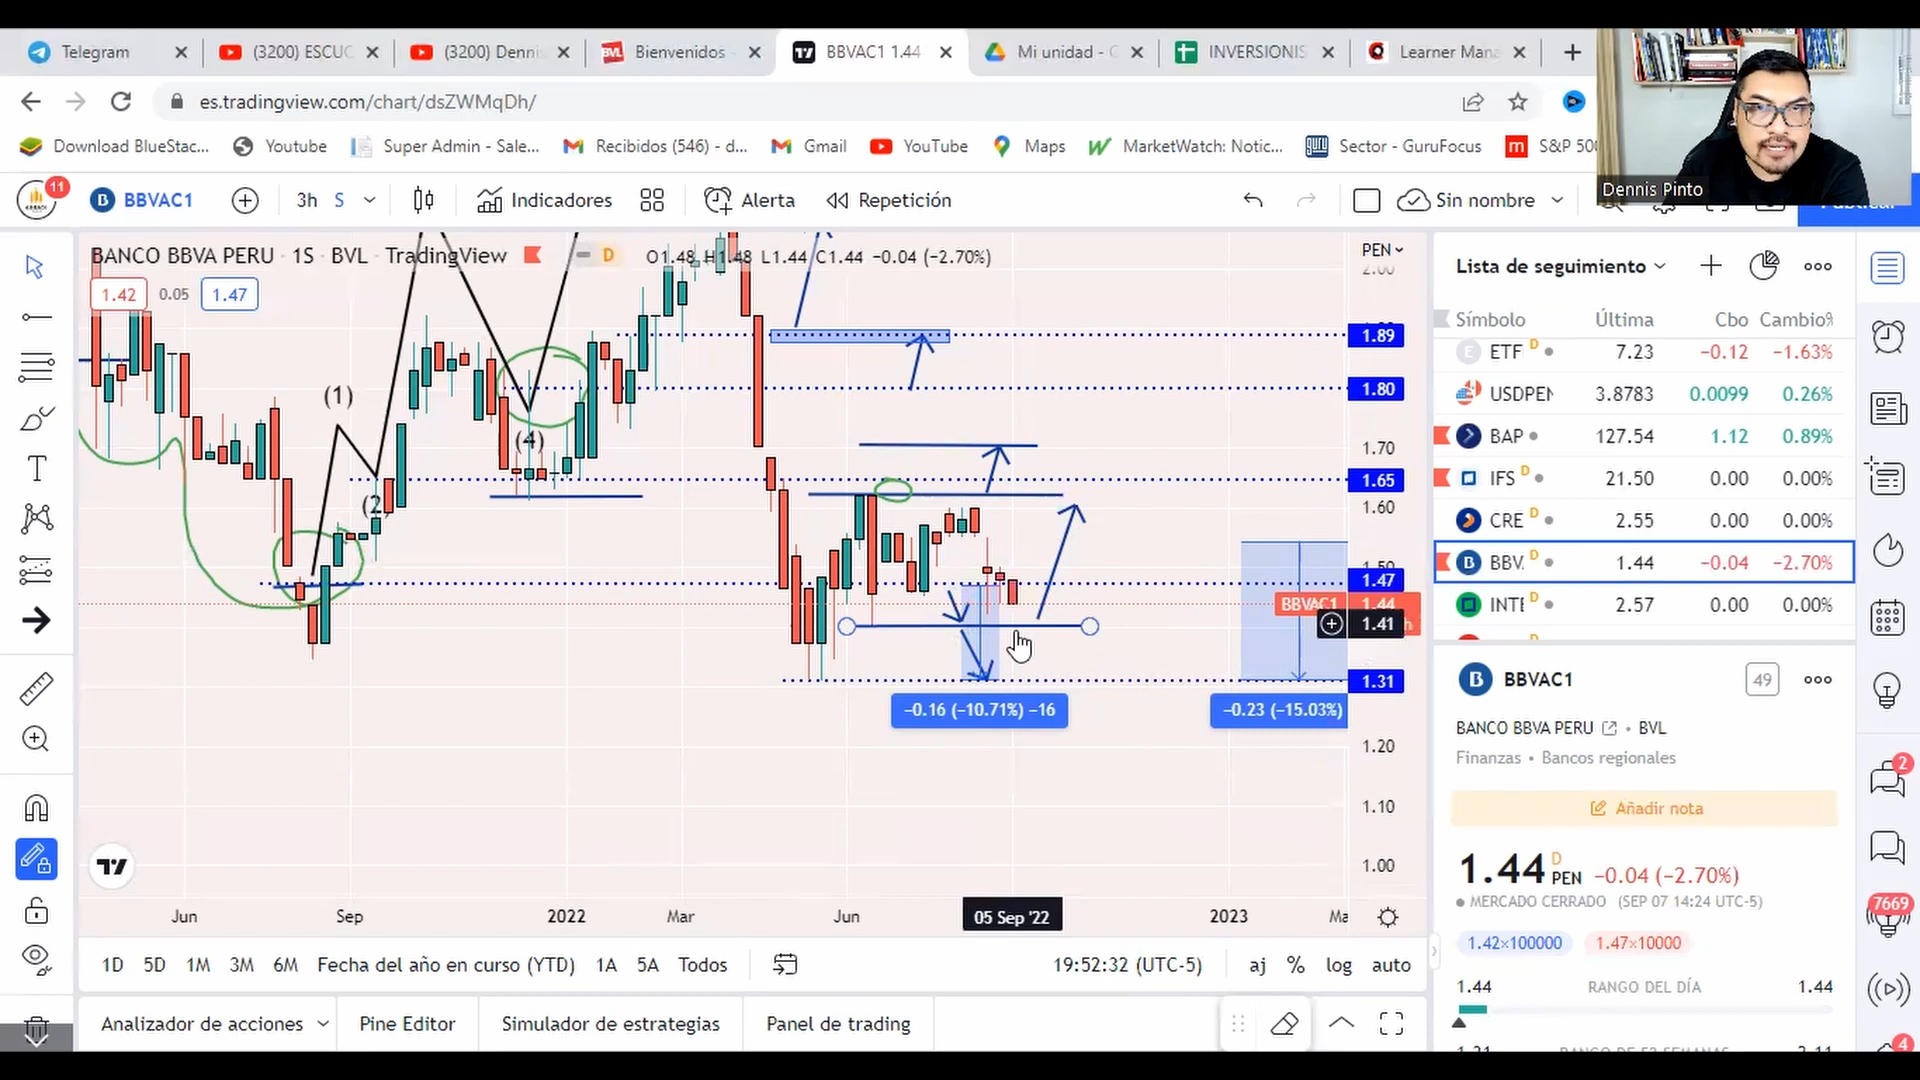 Telegram
(3200) ESCUC
(3200) Dennis
Bienvenidos -
BBVAC1 1.44
Mi unidad -
INVERSIONIS
Learner Mana
es.tradingview.com/chart/dsZWMqDh/
Download BlueStac...
Youtube
Super Admin - Sale...
Recibidos (546) - d...
Gmail
YouTube
Maps
MarketWatch: Notic...
Sector - GuruFocus
S&P 50
Dennis Pinto
11
BBVAC1
3h
S
Indicadores
Alerta
Repetición
Sin nombre
BANCO BBVA PERU · 1S · BVL · TradingView
D
O1.48 H1.48 L1.44 C1.44 −0.04 (−2.70%)
PEN
1.42
0.05
1.47
2.00
1.89
1.80
1.70
1.65
1.60
1.50
1.47
BBVAC1 1.44
1.41
1.31
1.20
1.10
1.00
(1)
(2)
(4)
−0.16 (−10.71%) −16
−0.23 (−15.03%)
Jun
Sep
2022
Mar
Jun
05 Sep '22
2023
Ma
1D
5D
1M
3M
6M
Fecha del año en curso (YTD)
1A
5A
Todos
19:52:32 (UTC-5)
aj
%
log
auto
Analizador de acciones
Pine Editor
Simulador de estrategias
Panel de trading
Lista de seguimiento
Símbolo Última Cbo Cambio%
ETF D 7.23 −0.12 −1.63%
USDPEN 3.8783 0.0099 0.26%
BAP 127.54 1.12 0.89%
IFS D 21.50 0.00 0.00%
CRE D 2.55 0.00 0.00%
BBV. D 1.44 −0.04 −2.70%
INTE D 2.57 0.00 0.00%
BBVAC1
49
BANCO BBVA PERU · BVL
Finanzas • Bancos regionales
Añadir nota
1.44 D PEN −0.04 (−2.70%)
MERCADO CERRADO (SEP 07 14:24 UTC-5)
1.42×100000
1.47×10000
1.44 RANGO DEL DÍA 1.44
2
7669
4